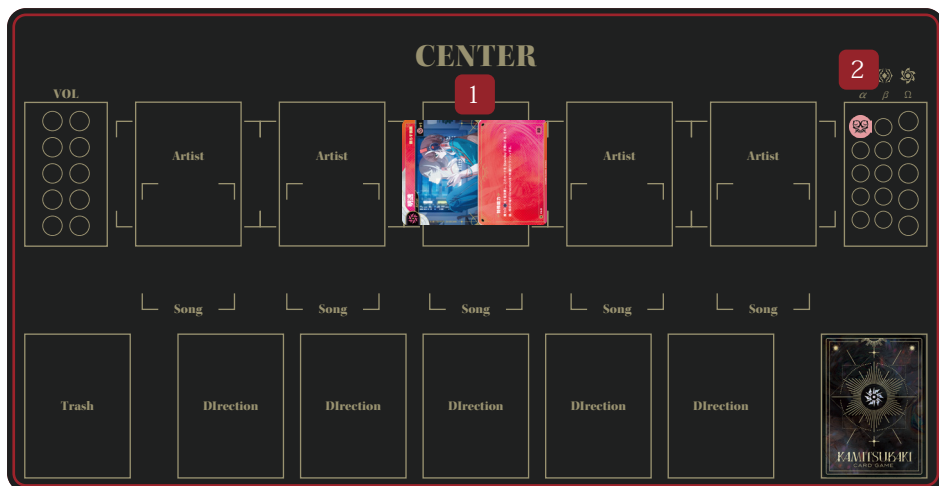 CENTER
1
2
VOL
α β Ω
Artist
Artist
Artist
Artist
Song
Song
Song
Song
Song
Trash
DIrection
DIrection
DIrection
DIrection
DIrection
KAMITSUBAKI
CARD GAME